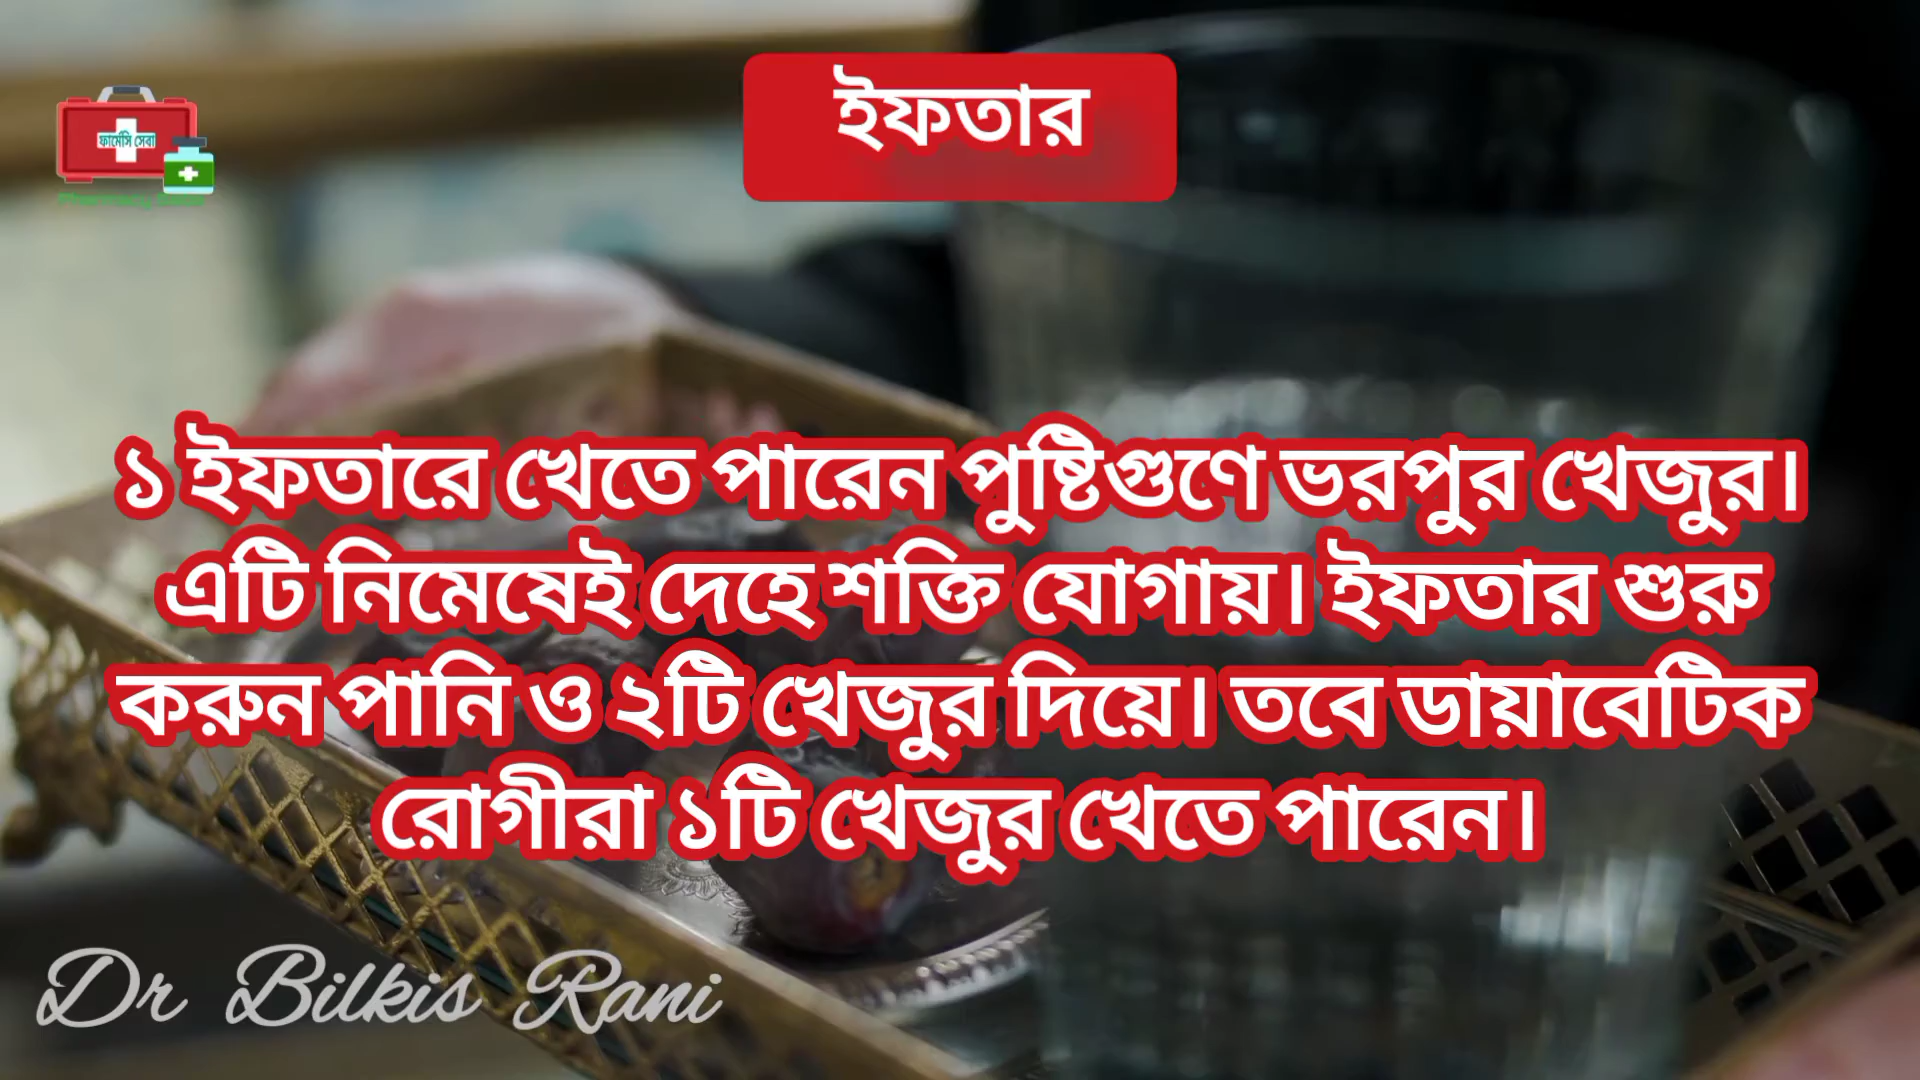 ইফতার
ফার্মেসি সেবা
১ ইফতারে খেতে পারেন পুষ্টিগুণে ভরপুর খেজুর।
এটি নিমেষেই দেহে শক্তি যোগায়। ইফতার শুরু
করুন পানি ও ২টি খেজুর দিয়ে। তবে ডায়াবেটিক
রোগীরা ১টি খেজুর খেতে পারেন।
Dr Bilkis Rani